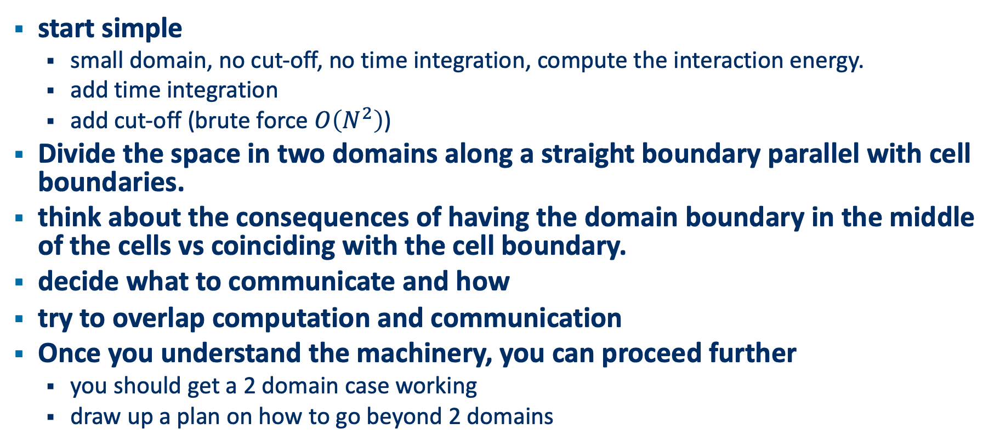 ▪ start simple
▪ small domain, no cut-off, no time integration, compute the interaction energy.
▪ add time integration
▪ add cut-off (brute force O(N²))
▪ Divide the space in two domains along a straight boundary parallel with cell
boundaries.
▪ think about the consequences of having the domain boundary in the middle
of the cells vs coinciding with the cell boundary.
▪ decide what to communicate and how
▪ try to overlap computation and communication
▪ Once you understand the machinery, you can proceed further
▪ you should get a 2 domain case working
▪ draw up a plan on how to go beyond 2 domains